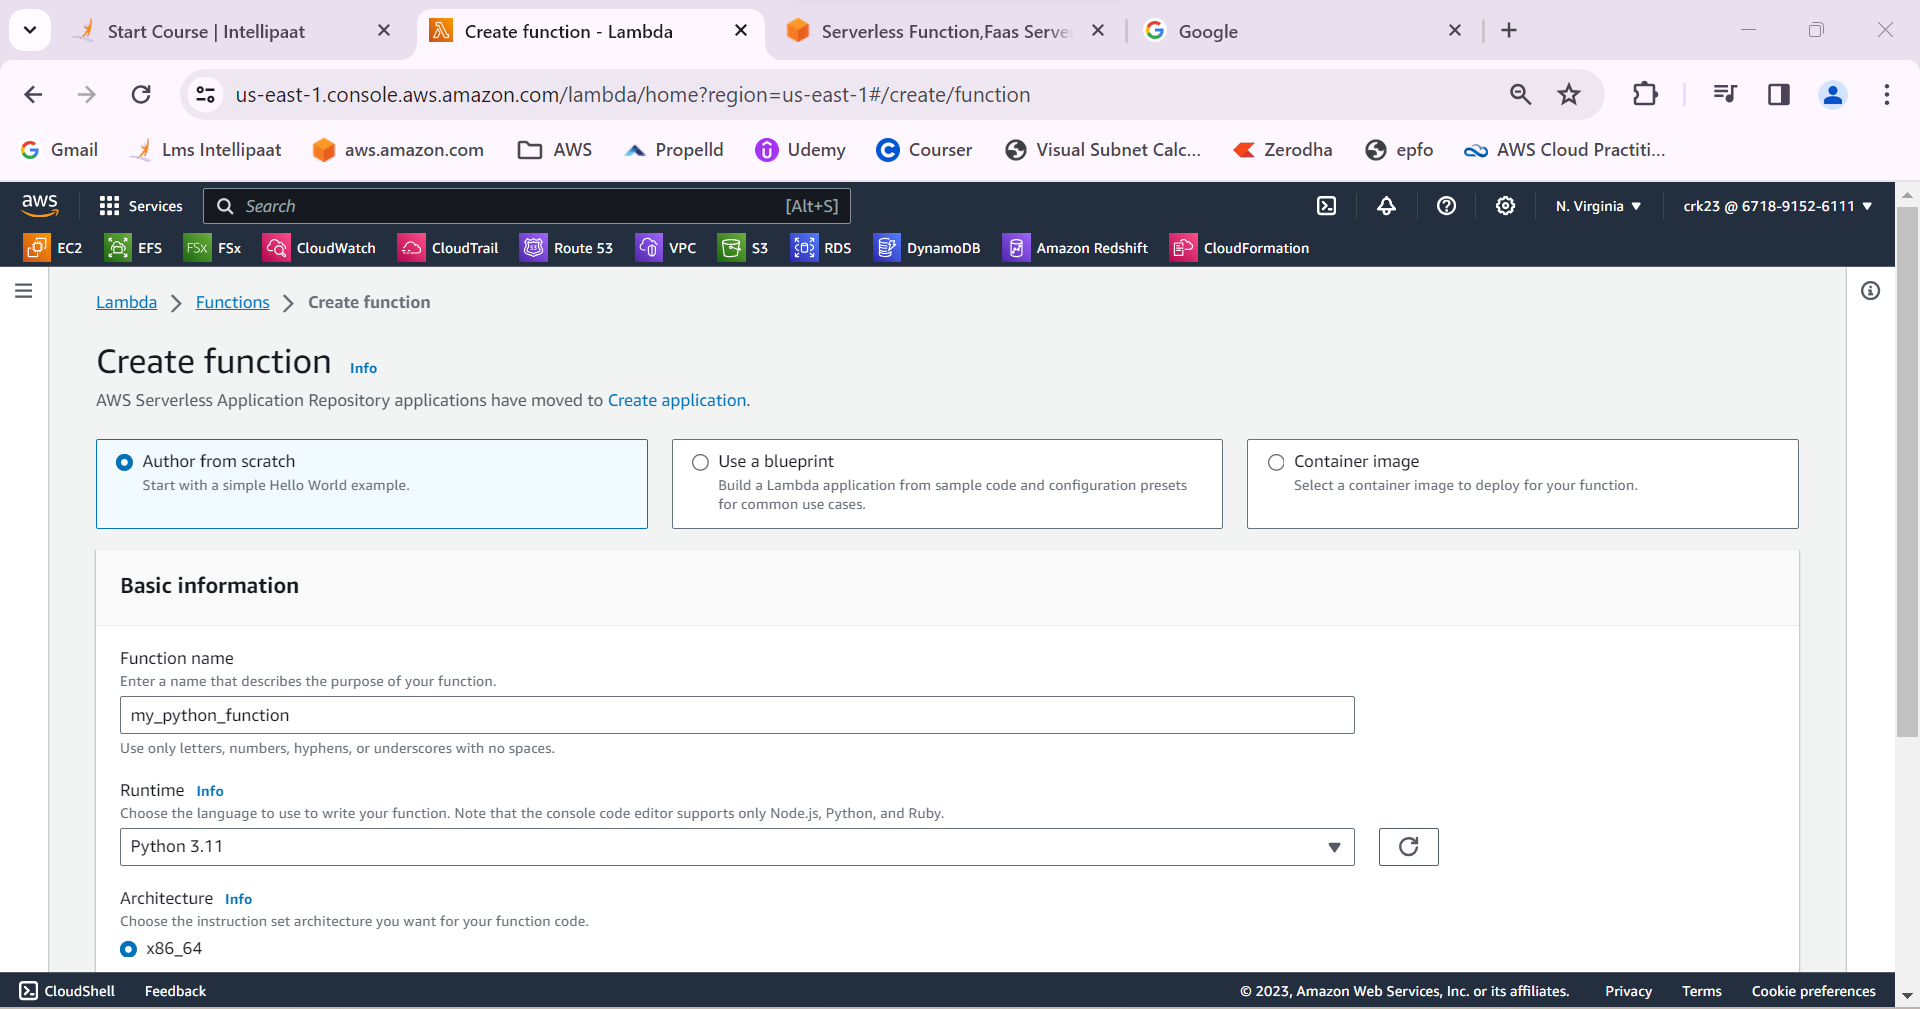 Start Course | Intellipaat
Create function - Lambda
Serverless Function,Faas Serve
Google
us-east-1.console.aws.amazon.com/lambda/home?region=us-east-1#/create/function
Gmail
Lms Intellipaat
aws.amazon.com
AWS
Propelld
Udemy
Courser
Visual Subnet Calc...
Zerodha
epfo
AWS Cloud Practiti...
aws
Services
Search
[Alt+S]
N. Virginia
crk23 @ 6718-9152-6111
EC2
EFS
FSx
FSx
CloudWatch
CloudTrail
Route 53
VPC
S3
RDS
DynamoDB
Amazon Redshift
CloudFormation
Lambda
Functions
Create function
Create function Info
AWS Serverless Application Repository applications have moved to Create application.
Author from scratch
Start with a simple Hello World example.
Use a blueprint
Build a Lambda application from sample code and configuration presets
for common use cases.
Container image
Select a container image to deploy for your function.
Basic information
Function name
Enter a name that describes the purpose of your function.
my_python_function
Use only letters, numbers, hyphens, or underscores with no spaces.
Runtime Info
Choose the language to use to write your function. Note that the console code editor supports only Node.js, Python, and Ruby.
Python 3.11
Architecture Info
Choose the instruction set architecture you want for your function code.
x86_64
CloudShell
Feedback
© 2023, Amazon Web Services, Inc. or its affiliates.
Privacy
Terms
Cookie preferences